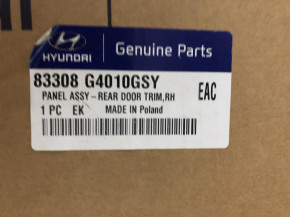 HYUNDAI
Genuine Parts
83308 G4010GSY
PANEL ASSY-REAR DOOR TRIM,RH
EAC
1 PC EK MADE IN Poland